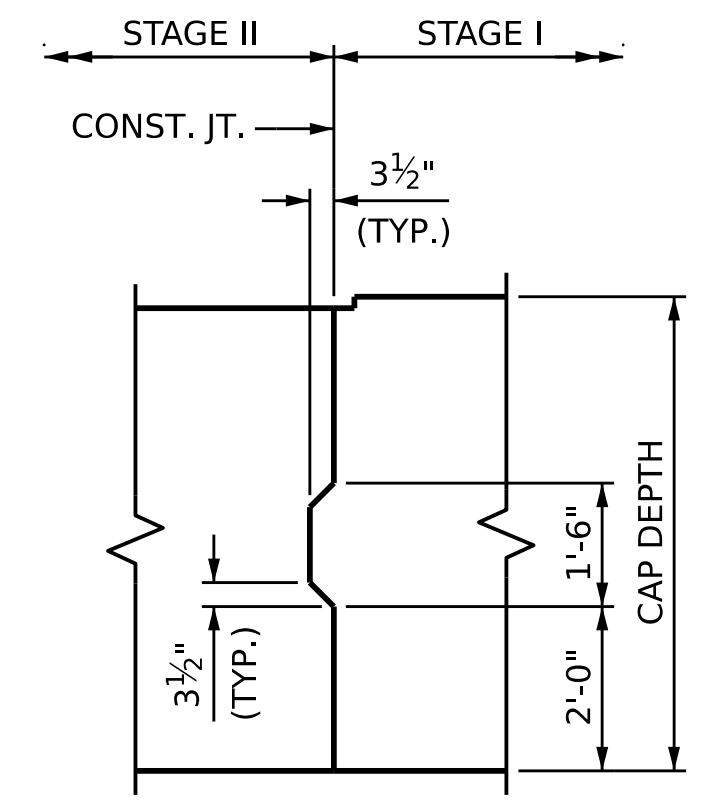 STAGE II
STAGE I
CONST. JT.
3½"
(TYP.)
1'-6"
CAP DEPTH
3½"
(TYP.)
2'-0"